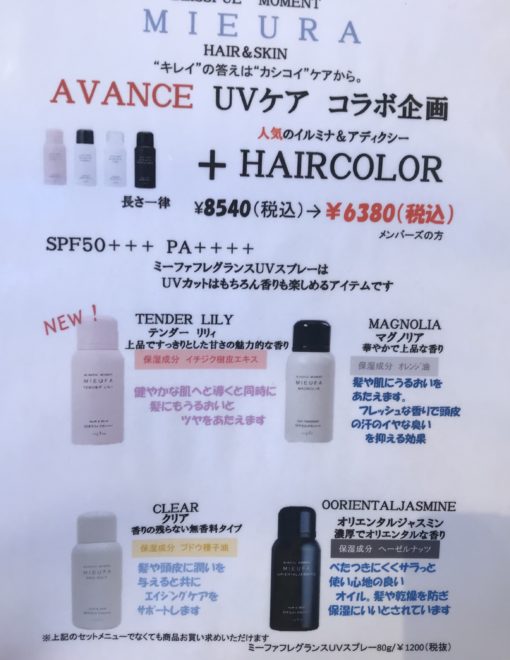 MOMENT
MIEURA
HAIR&SKIN
“キレイ”の答えは“カシコイ”ケアから。
AVANCE UVケア コラボ企画
人気のイルミナ&アディクシー
+ HAIRCOLOR
長さ一律
¥8540(税込)→¥6380(税込)
メンバーズの方
SPF50+++ PA++++
ミーファフレグランスUVスプレーは
UVカットはもちろん香りも楽しめるアイテムです
NEW!
TENDER LILY
テンダー リリィ
上品ですっきりとした甘さの魅力的な香り
保湿成分 イチジク樹皮エキス
健やかな肌へと導くと同時に
髪にもうるおいと
ツヤをあたえます
MIEURA
MAGNOLIA
マグノリア
華やかで上品な香り
保湿成分 オレンジ油
髪や肌にうるおいを
あたえます。
フレッシュな香りで頭皮
の汗のイヤな臭い
を抑える効果
MIEURA
CLEAR
クリア
香りの残らない無香料タイプ
保湿成分 ブドウ種子油
髪や頭皮に潤いを
与えると共に
エイジングケアを
サポートします
MIEURA
OORIENTALJASMINE
オリエンタルジャスミン
濃厚でオリエンタルな香り
保湿成分 ヘーゼルナッツ
べたつきにくくサラっと
使い心地の良い
オイル。髪や乾燥を防ぎ
保湿にいいとされています
MIEURA
※上記のセットメニューでなくても商品お買い求めいただけます
ミーファフレグランスUVスプレー80g/¥1200(税抜)